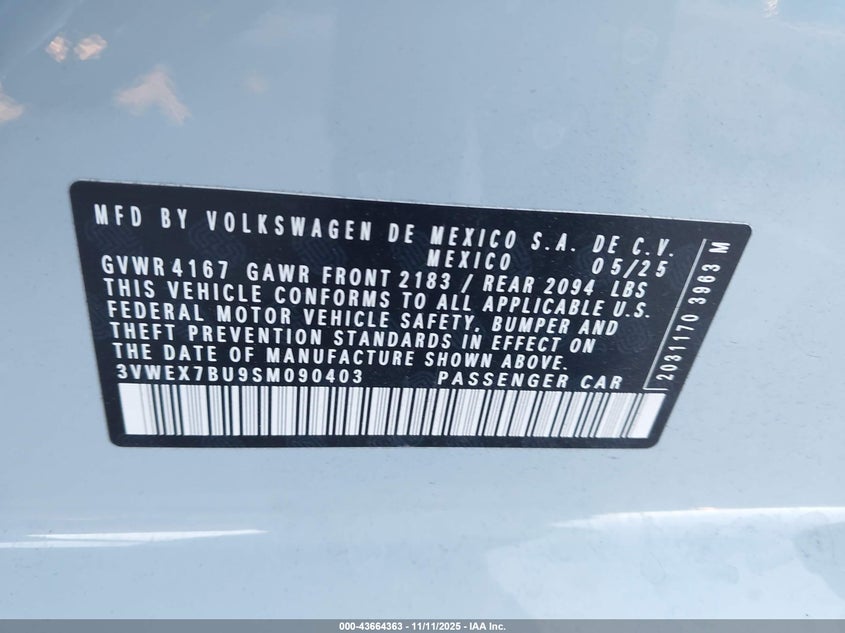 MFD BY VOLKSWAGEN DE MEXICO S.A. DE C.V.
MEXICO 05/25
GVWR 4167 GAWR FRONT 2183 / REAR 2094 LBS
THIS VEHICLE CONFORMS TO ALL APPLICABLE U.S.
FEDERAL MOTOR VEHICLE SAFETY, BUMPER AND
THEFT PREVENTION STANDARDS IN EFFECT ON
THE DATE OF MANUFACTURE SHOWN ABOVE.
3VWEX7BU9SM090403 PASSENGER CAR
2031170 3963 M
000-43664363 - 11/11/2025 - IAA Inc.